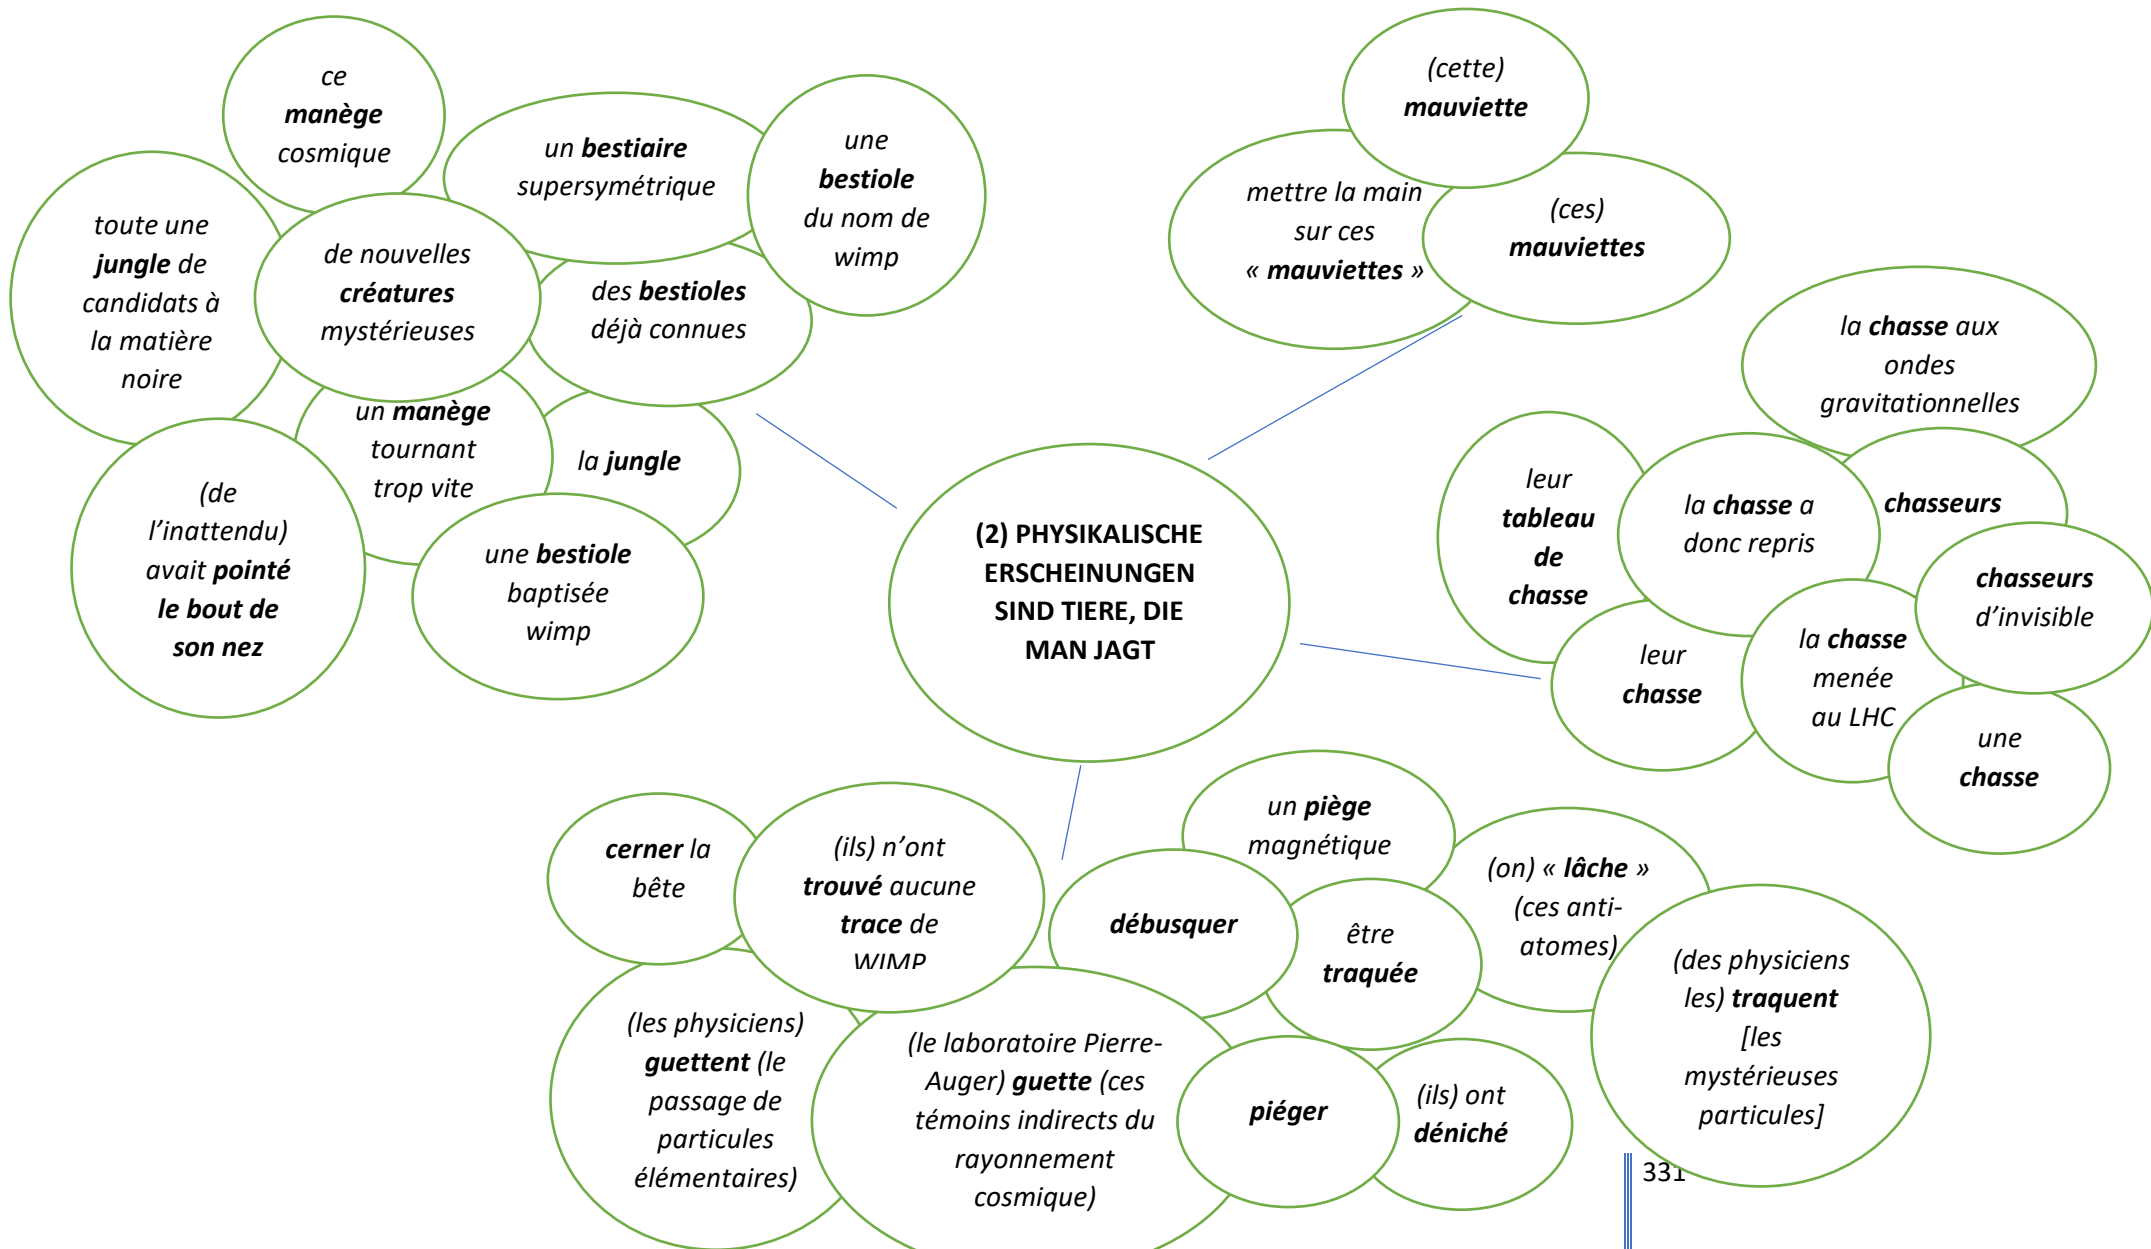 ce
manège
cosmique
un bestiaire
supersymétrique
une
bestiole
du nom de
wimp
toute une
jungle de
candidats à
la matière
noire
de nouvelles
créatures
mystérieuses
des bestioles
déjà connues
un manège
tournant
trop vite
la jungle
(de
l’inattendu)
avait pointé
le bout de
son nez
une bestiole
baptisée
wimp
(cette)
mauviette
mettre la main
sur ces
« mauviettes »
(ces)
mauviettes
(2) PHYSIKALISCHE
ERSCHEINUNGEN
SIND TIERE, DIE
MAN JAGT
la chasse aux
ondes
gravitationnelles
leur
tableau
de
chasse
la chasse a
donc repris
chasseurs
chasseurs
d’invisible
leur
chasse
la chasse
menée
au LHC
une
chasse
cerner la
bête
(ils) n’ont
trouvé aucune
trace de
WIMP
un piège
magnétique
débusquer
être
traquée
(on) « lâche »
(ces anti-
atomes)
(des physiciens
les) traquent
[les
mystérieuses
particules]
(les physiciens)
guettent (le
passage de
particules
élémentaires)
(le laboratoire Pierre-
Auger) guette (ces
témoins indirects du
rayonnement
cosmique)
piéger
(ils) ont
déniché
331